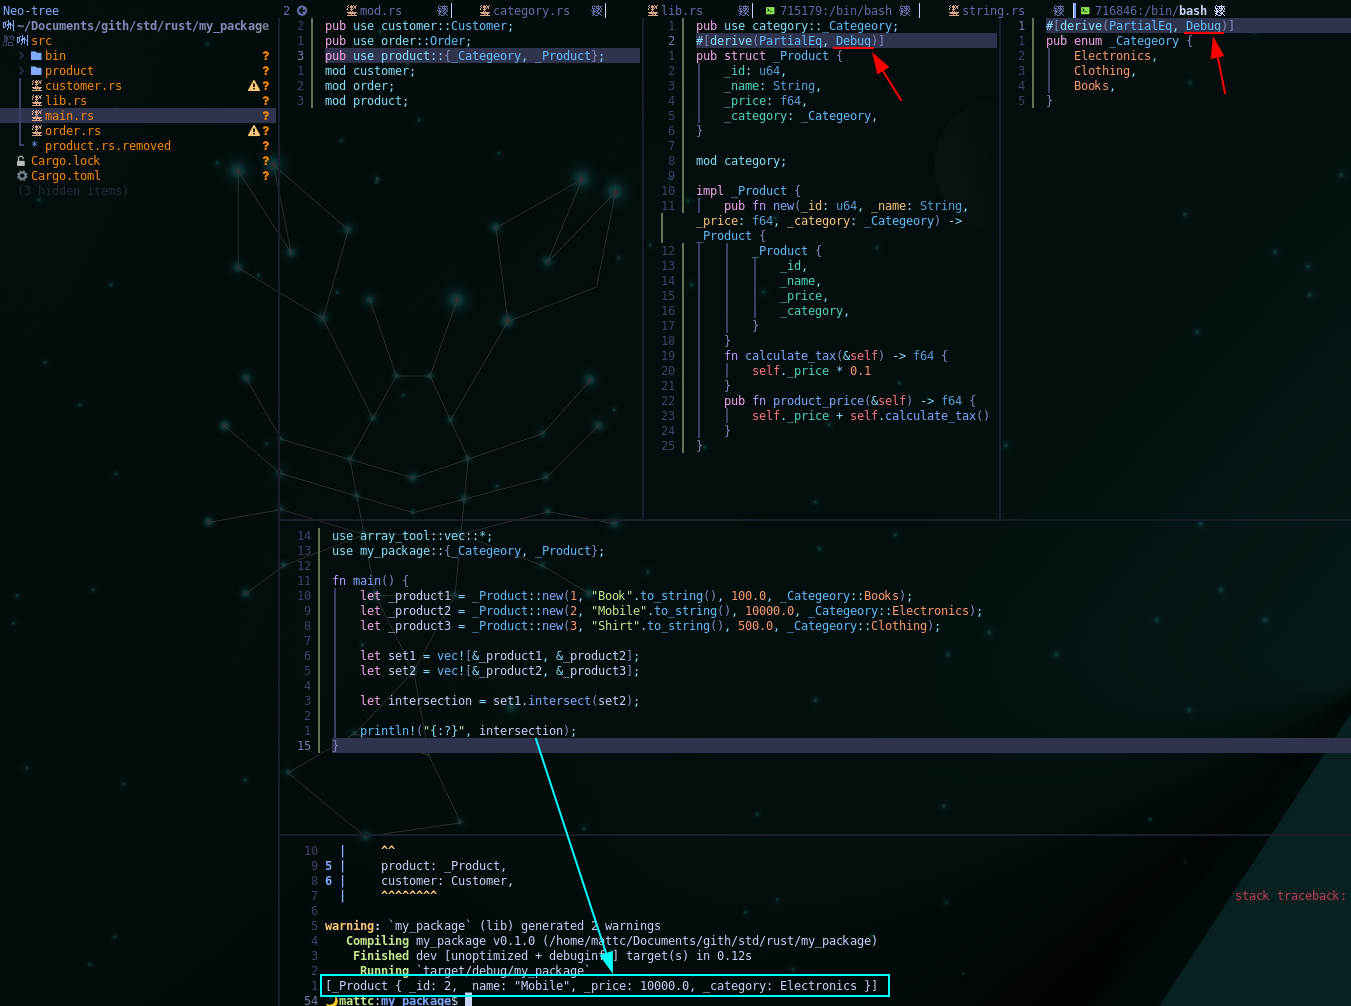 Neo-tree
~/Documents/gith/std/rust/my_package
src
bin ?
product ?
customer.rs ?
lib.rs ?
main.rs ?
order.rs ?
* product.rs.removed ?
Cargo.lock ?
Cargo.toml ?
(3 hidden items)
2 mod.rs category.rs lib.rs 715179:/bin/bash string.rs 716846:/bin/bash
2 pub use customer::Customer;
1 pub use order::Order;
3 pub use product::{_Categeory, _Product};
1 mod customer;
2 mod order;
3 mod product;
1 pub use category::_Categeory;
2 #[derive(PartialEq, Debug)]
1 pub struct _Product {
2 _id: u64,
3 _name: String,
4 _price: f64,
5 _category: _Categeory,
6 }
7
8 mod category;
9
10 impl _Product {
11 pub fn new(_id: u64, _name: String,
_price: f64, _category: _Categeory) ->
_Product {
12 _Product {
13 _id,
14 _name,
15 _price,
16 _category,
17 }
18 }
19 fn calculate_tax(&self) -> f64 {
20 self._price * 0.1
21 }
22 pub fn product_price(&self) -> f64 {
23 self._price + self.calculate_tax()
24 }
25 }
1 #[derive(PartialEq, Debug)]
1 pub enum _Categeory {
2 Electronics,
3 Clothing,
4 Books,
5 }
14 use array_tool::vec::*;
13 use my_package::{_Categeory, _Product};
12
11 fn main() {
10 let _product1 = _Product::new(1, "Book".to_string(), 100.0, _Categeory::Books);
9 let _product2 = _Product::new(2, "Mobile".to_string(), 10000.0, _Categeory::Electronics);
8 let _product3 = _Product::new(3, "Shirt".to_string(), 500.0, _Categeory::Clothing);
7
6 let set1 = vec![&_product1, &_product2];
5 let set2 = vec![&_product2, &_product3];
4
3 let intersection = set1.intersect(set2);
2
1 println!("{:?}", intersection);
15 }
10 | ^^
9 5 | product: _Product,
8 6 | customer: Customer,
7 | ^^^^^^^^
stack traceback:
6
5 warning: `my_package` (lib) generated 2 warnings
4 Compiling my_package v0.1.0 (/home/mattc/Documents/gith/std/rust/my_package)
3 Finished dev [unoptimized + debuginfo] target(s) in 0.12s
2 Running `target/debug/my_package`
1 [_Product { _id: 2, _name: "Mobile", _price: 10000.0, _category: Electronics }]
54 mattc:my_package$